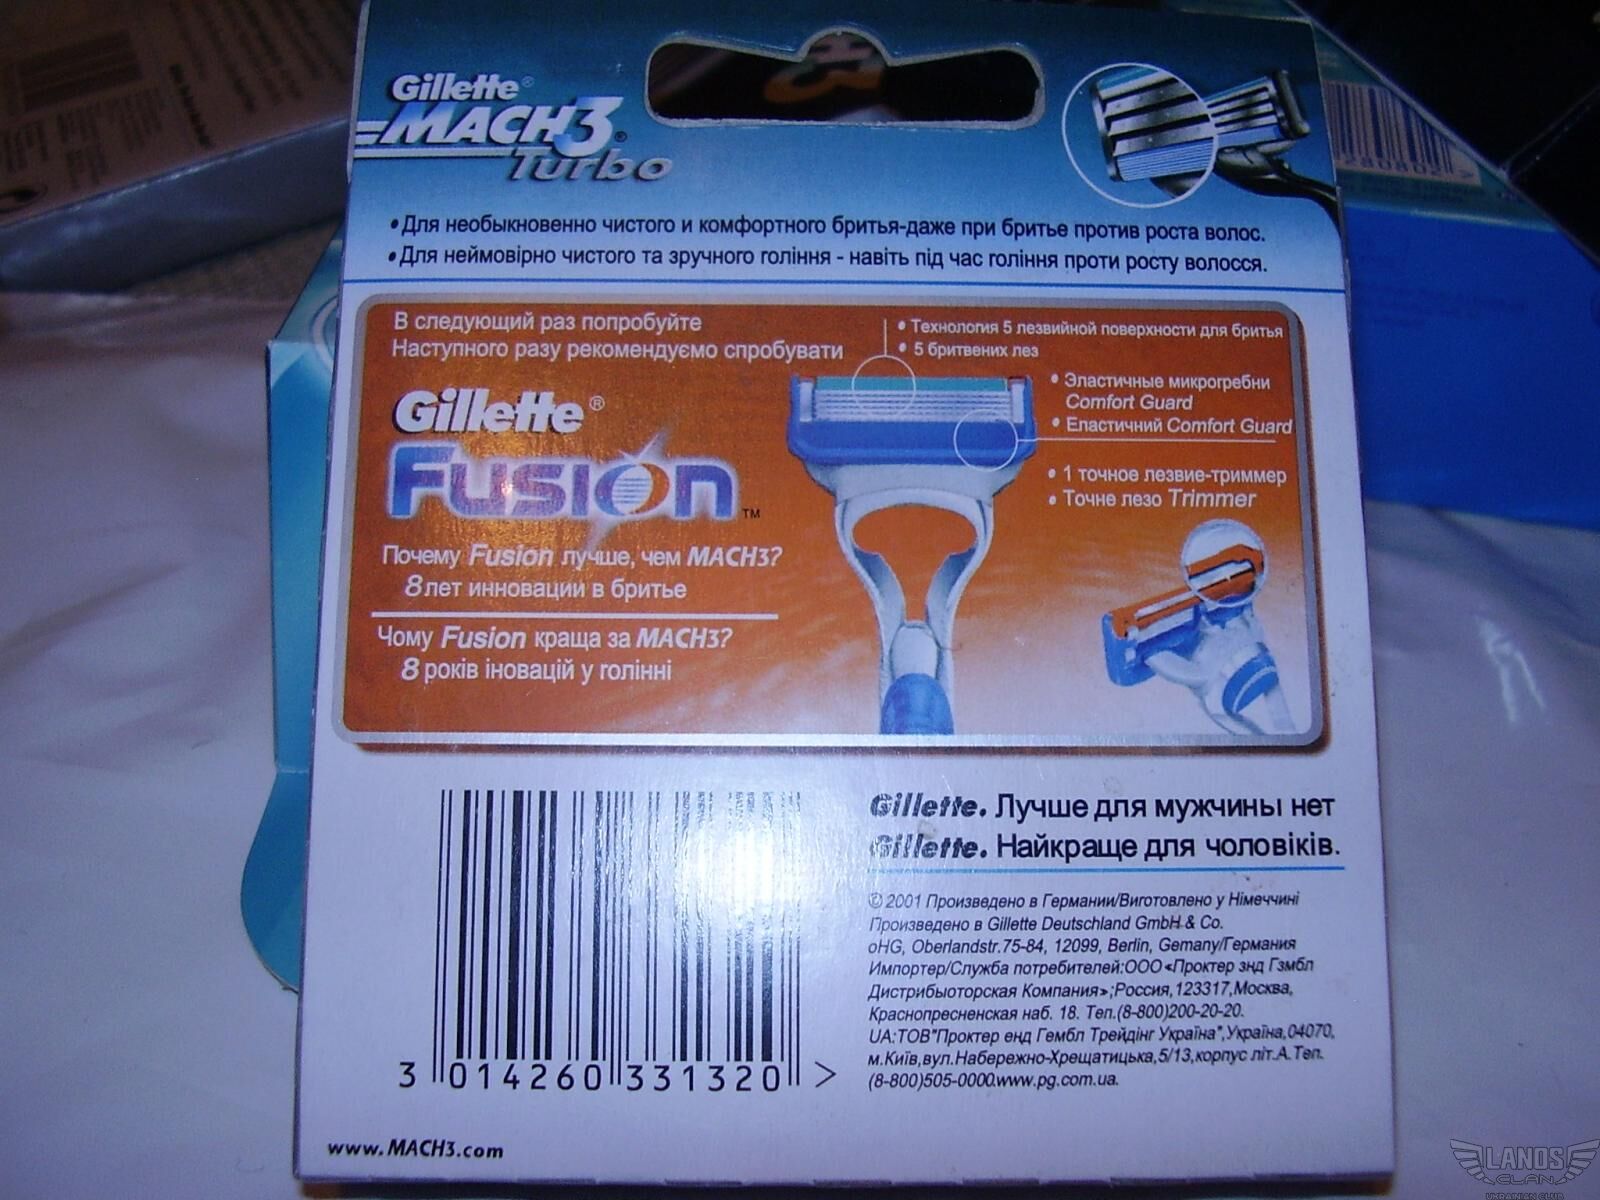 Gillette®
MACH3®
Turbo
• Для необыкновенно чистого и комфортного бритья-даже при бритье против роста волос.
• Для неймовірно чистого та зручного гоління - навіть під час гоління проти росту волосся.
В следующий раз попробуйте
Наступного разу рекомендуємо спробувати
Gillette®
FUSION™
Почему Fusion лучше, чем MACH3?
8 лет инновации в бритье
Чому Fusion краща за MACH3?
8 років іновацій у голінні
• Технология 5 лезвийной поверхности для бритья
• 5 бритвених лез
• Эластичные микрогребни
Comfort Guard
• Еластичний Comfort Guard
• 1 точное лезвие-триммер
• Точне лезо Trimmer
Gillette. Лучше для мужчины нет
Gillette. Найкраще для чоловіків.
© 2001 Произведено в Германии/Виготовлено у Німеччині
Произведено в Gillette Deutschland GmbH & Co.
oHG, Oberlandstr.75-84, 12099, Berlin, Gemany/Германия
Импортер/Служба потребителей:ООО «Проктер знд Гзмбл
Дистрибьюторская Компания»;Россия,123317,Москва,
Краснопресненская наб. 18. Тел.(8-800)200-20-20.
UA:ТОВ"Проктер енд Гембл Трейдінг Україна",Україна,04070,
м.Київ,вул.Набережно-Хрещатицька,5/13,корпус літ.А.Тел.
(8-800)505-0000.www.pg.com.ua.
3 014260 331320 >
www.MACH3.com
280802 >
LANOS
CLAN
UKRAINIAN CLUB